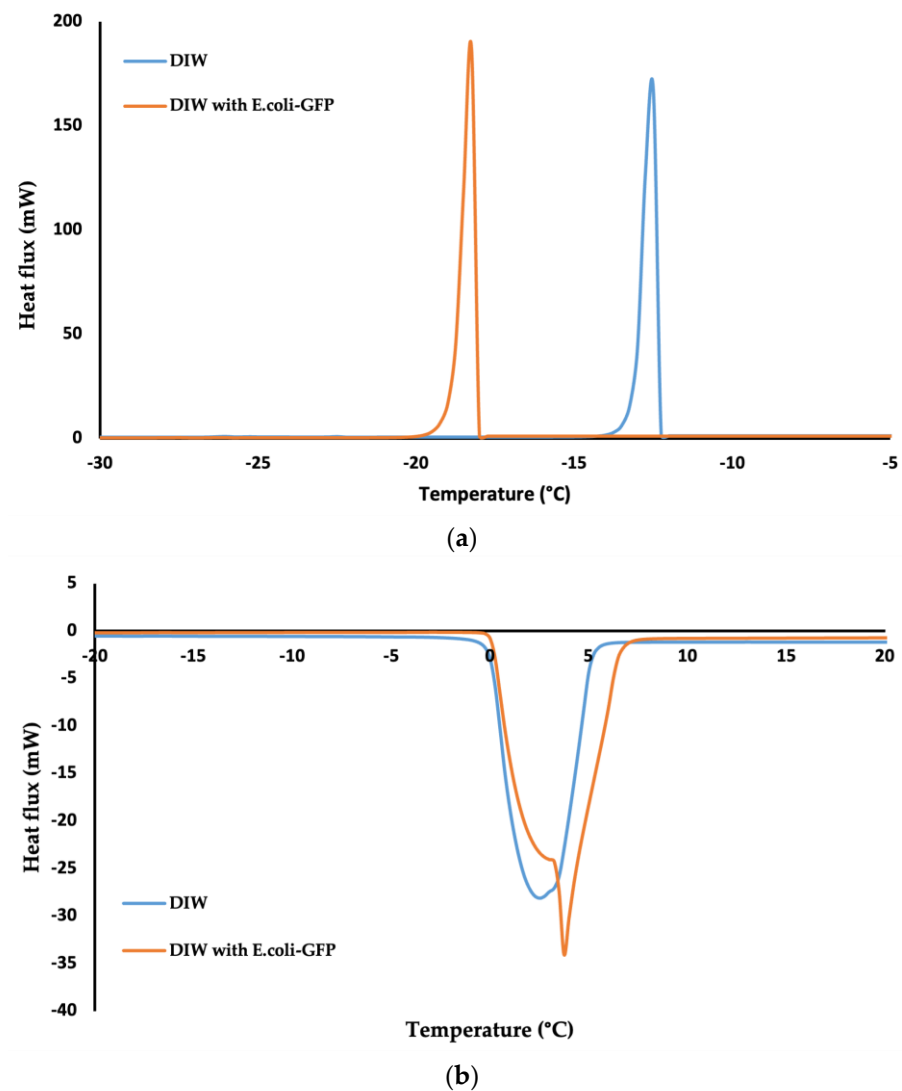 200
DIW
DIW with E.coli-GFP
150
100
50
0
Heat flux (mW)
-30 -25 -20 -15 -10 -5
Temperature (°C)
(a)
5
0
-20 -15 -10 -5 0 5 10 15 20
-5
-10
-15
-20
-25
-30
-35
-40
Heat flux (mW)
DIW
DIW with E.coli-GFP
Temperature (°C)
(b)